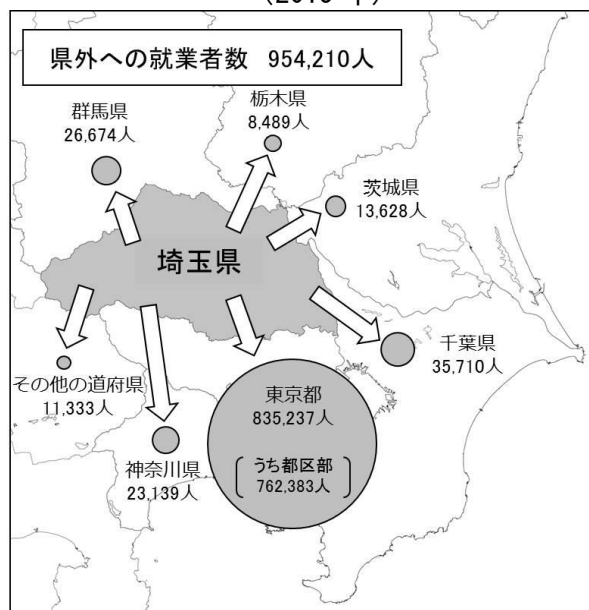 県外への就業者数 954,210人
群馬県
26,674人
栃木県
8,489人
茨城県
13,628人
埼玉県
千葉県
35,710人
その他の道府県
11,333人
神奈川県
23,139人
東京都
835,237人
うち都区部
762,383人